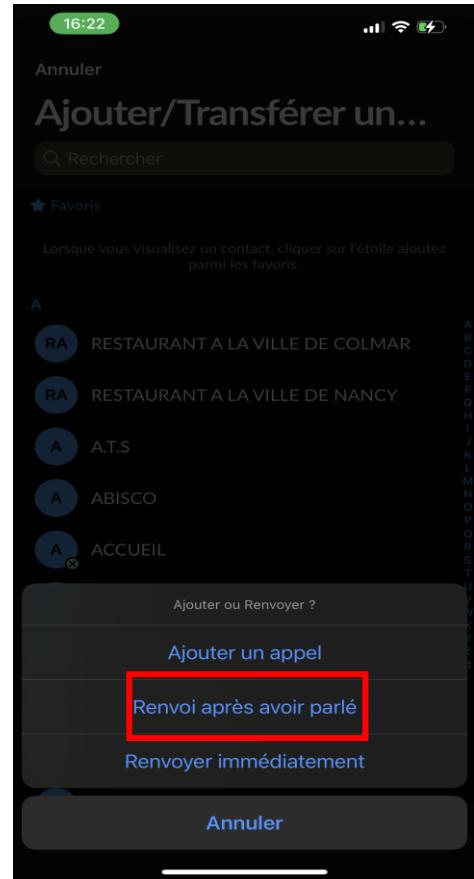 16:22
Annuler
Ajouter/Transférer un...
Rechercher
Favoris
Lorsque vous visualisez un contact, cliquer sur l'étoile ajoutez
parmi les favoris.
A
RA RESTAURANT A LA VILLE DE COLMAR
RA RESTAURANT A LA VILLE DE NANCY
A A.T.S
A ABISCO
A ACCUEIL
Ajouter ou Renvoyer ?
Ajouter un appel
Renvoi après avoir parlé
Renvoyer immédiatement
Annuler
A
B
C
D
E
F
G
H
I
J
K
L
M
N
O
P
Q
R
S
T